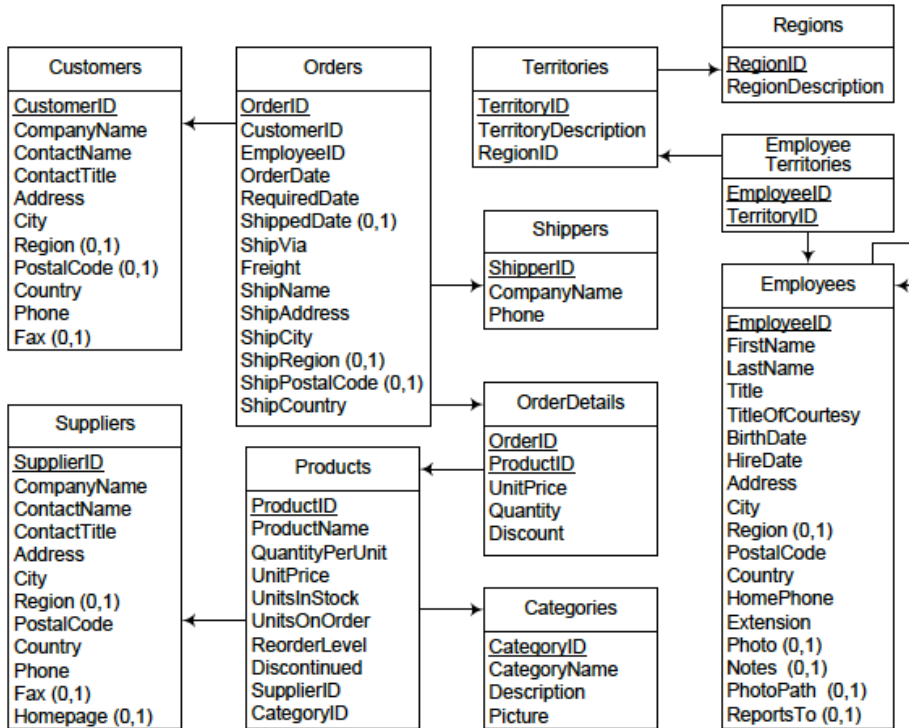 Customers
CustomerID
CompanyName
ContactName
ContactTitle
Address
City
Region (0,1)
PostalCode (0,1)
Country
Phone
Fax (0,1)
Orders
OrderID
CustomerID
EmployeeID
OrderDate
RequiredDate
ShippedDate (0,1)
ShipVia
Freight
ShipName
ShipAddress
ShipCity
ShipRegion (0,1)
ShipPostalCode (0,1)
ShipCountry
Territories
TerritoryID
TerritoryDescription
RegionID
Regions
RegionID
RegionDescription
Employee
Territories
EmployeeID
TerritoryID
Shippers
ShipperID
CompanyName
Phone
Employees
EmployeeID
FirstName
LastName
Title
TitleOfCourtesy
BirthDate
HireDate
Address
City
Region (0,1)
PostalCode
Country
HomePhone
Extension
Photo (0,1)
Notes (0,1)
PhotoPath (0,1)
ReportsTo (0,1)
Suppliers
SupplierID
CompanyName
ContactName
ContactTitle
Address
City
Region (0,1)
PostalCode
Country
Phone
Fax (0,1)
Homepage (0,1)
Products
ProductID
ProductName
QuantityPerUnit
UnitPrice
UnitsInStock
UnitsOnOrder
ReorderLevel
Discontinued
SupplierID
CategoryID
OrderDetails
OrderID
ProductID
UnitPrice
Quantity
Discount
Categories
CategoryID
CategoryName
Description
Picture